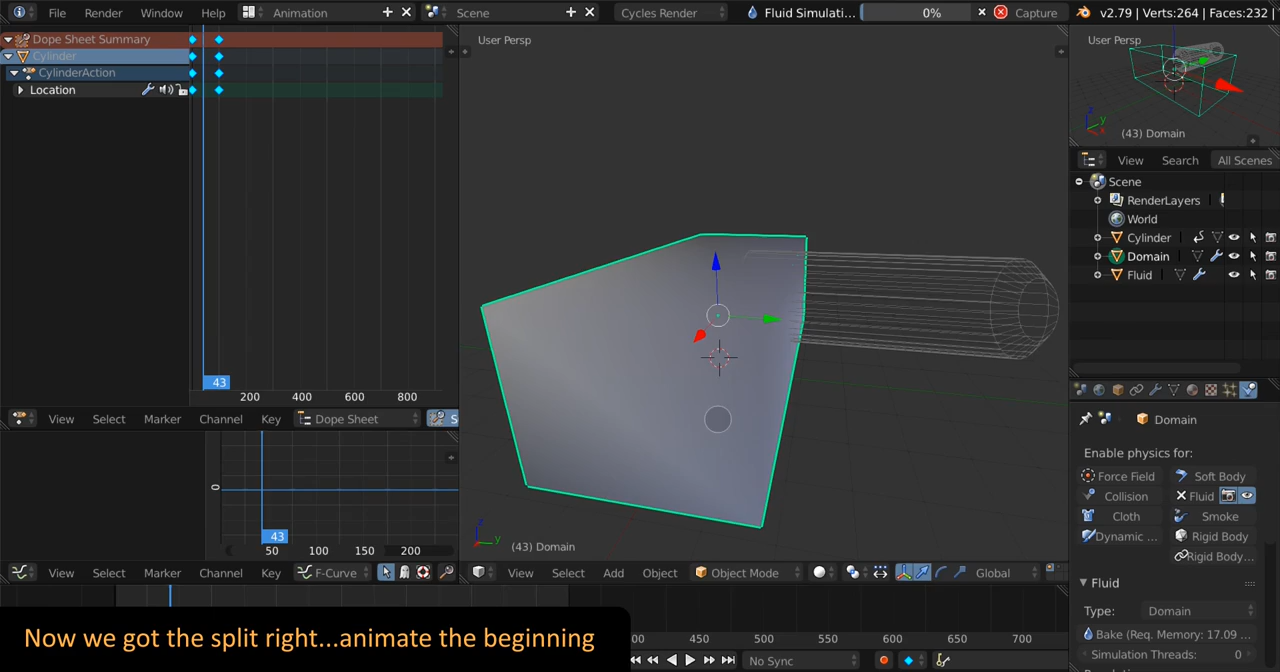 File Render Window Help Animation Scene Cycles Render Fluid Simulati... 0% Capture v2.79 | Verts:264 | Faces:232 |
Dope Sheet Summary
Cylinder
CylinderAction
Location
43
200 400 600 800
View Select Marker Channel Key Dope Sheet S
0
43
50 100 150 200
View Select Marker Channel Key F-Curve
User Persp
(43) Domain
View Select Add Object Object Mode Global
User Persp
(43) Domain
View Search All Scenes
Scene
RenderLayers
World
Cylinder
Domain
Fluid
Domain
Enable physics for:
Force Field Soft Body
Collision Fluid
Cloth Smoke
Dynamic ... Rigid Body
Rigid Body...
Fluid
Type: Domain
Bake (Req. Memory: 17.09 ...
Simulation Threads: 0
400 450 500 550 600 650 700
No Sync
Now we got the split right...animate the beginning